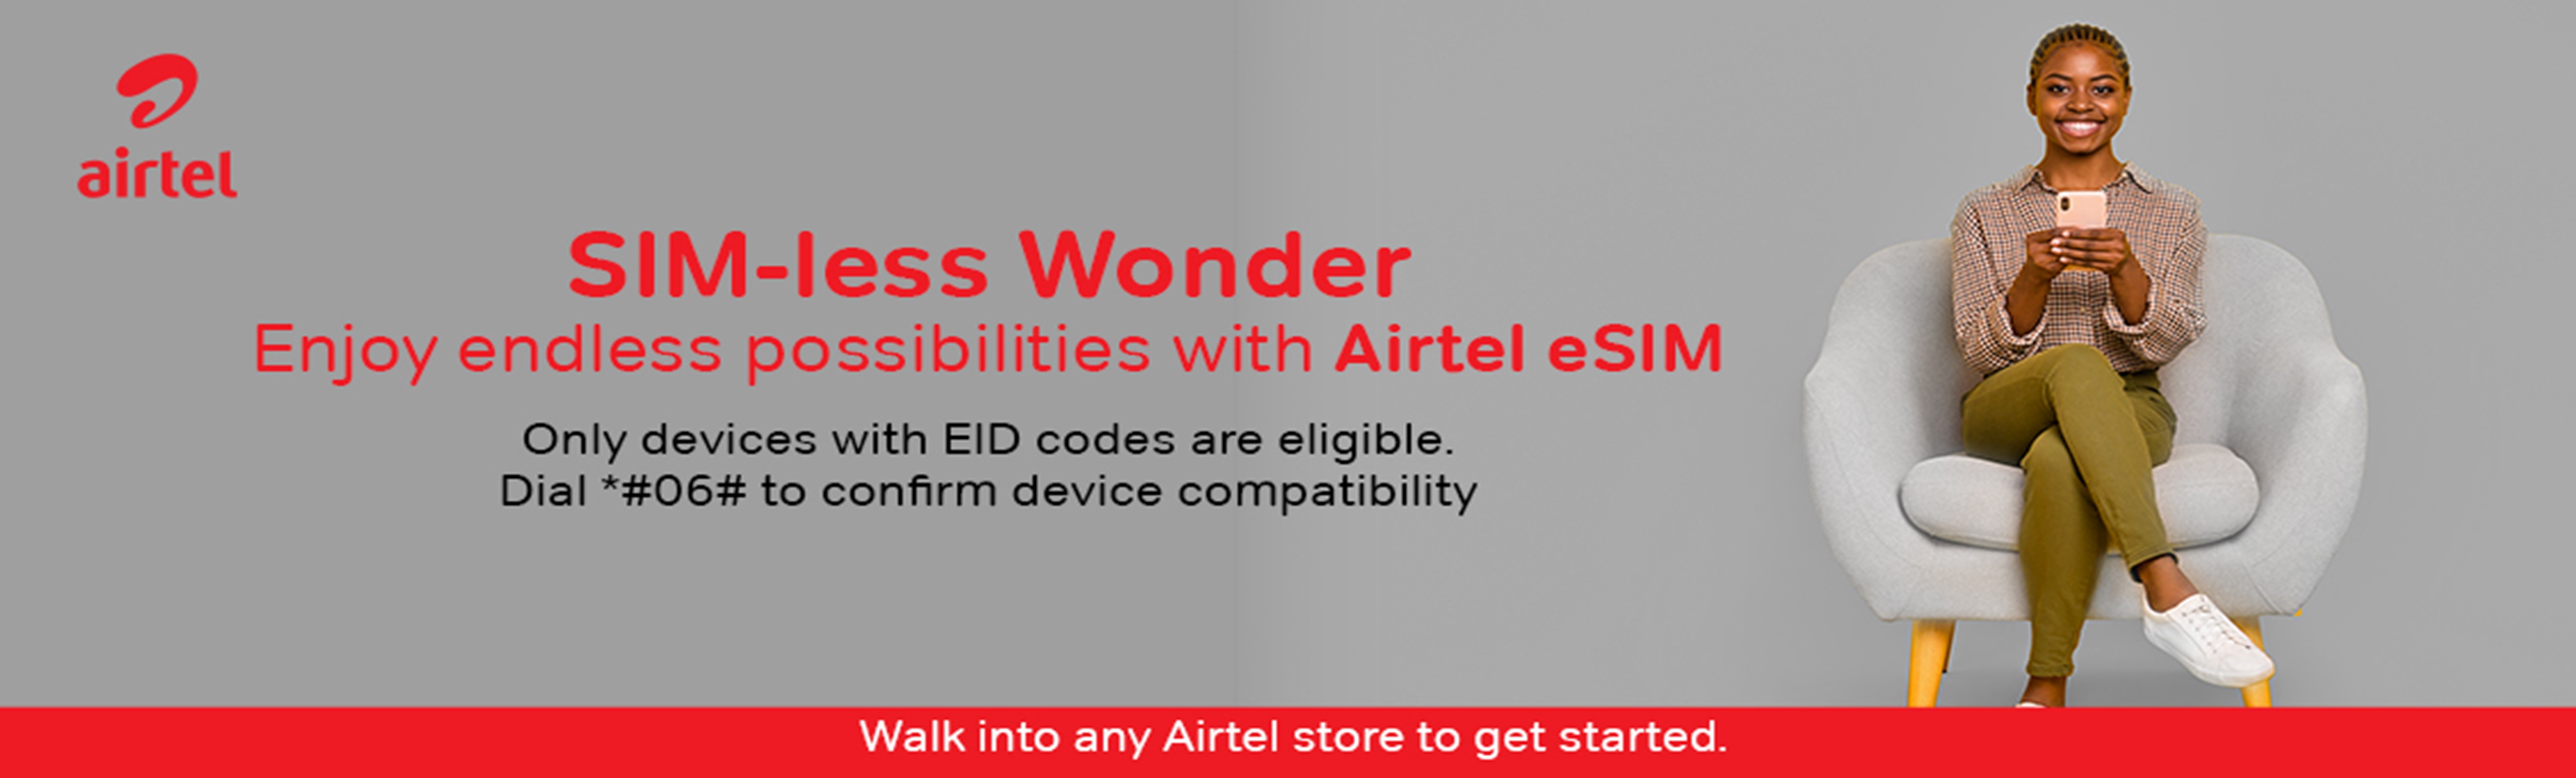 airtel
SIM-less Wonder
Enjoy endless possibilities with Airtel eSIM
Only devices with EID codes are eligible.
Dial *#06# to confirm device compatibility
Walk into any Airtel store to get started.